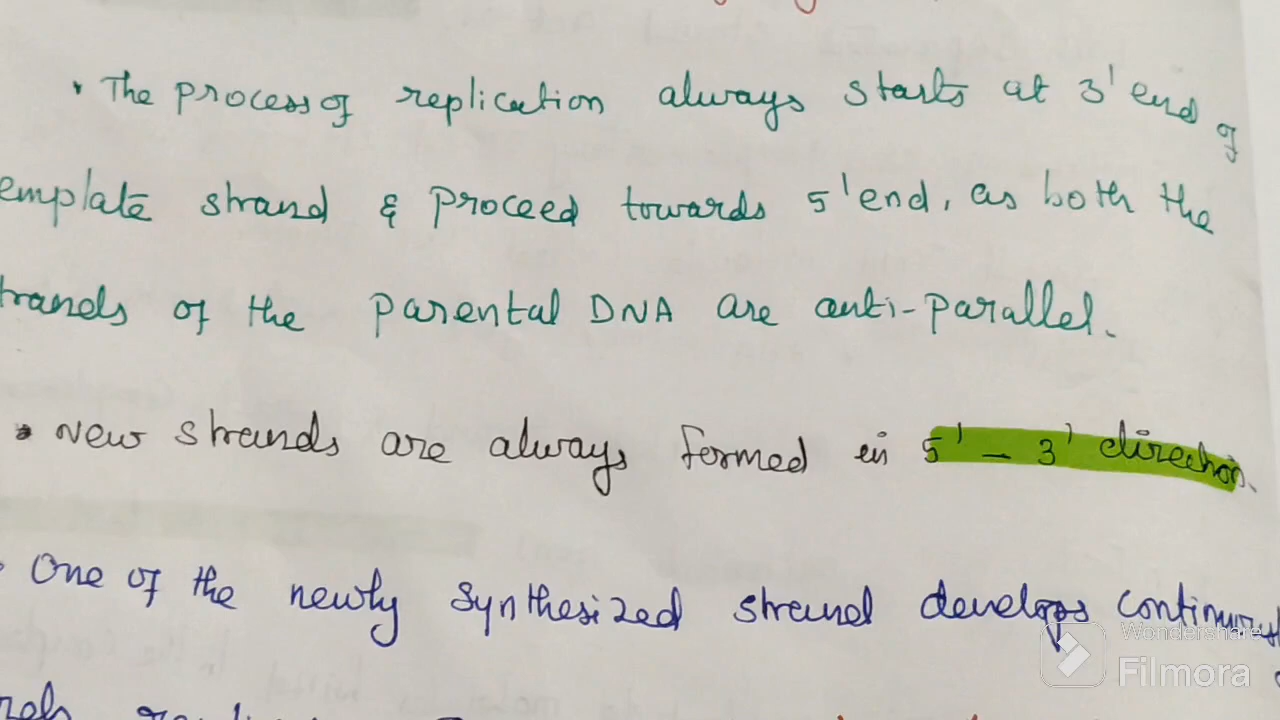 • The process of replication always starts at 3' end of
emplate strand & proceed towards 5' end, as both the
trands of the parental DNA are anti-parallel.
• New strands are always formed in 5' – 3' direction.
One of the newly synthesized strand develops
Wondershare
Filmora